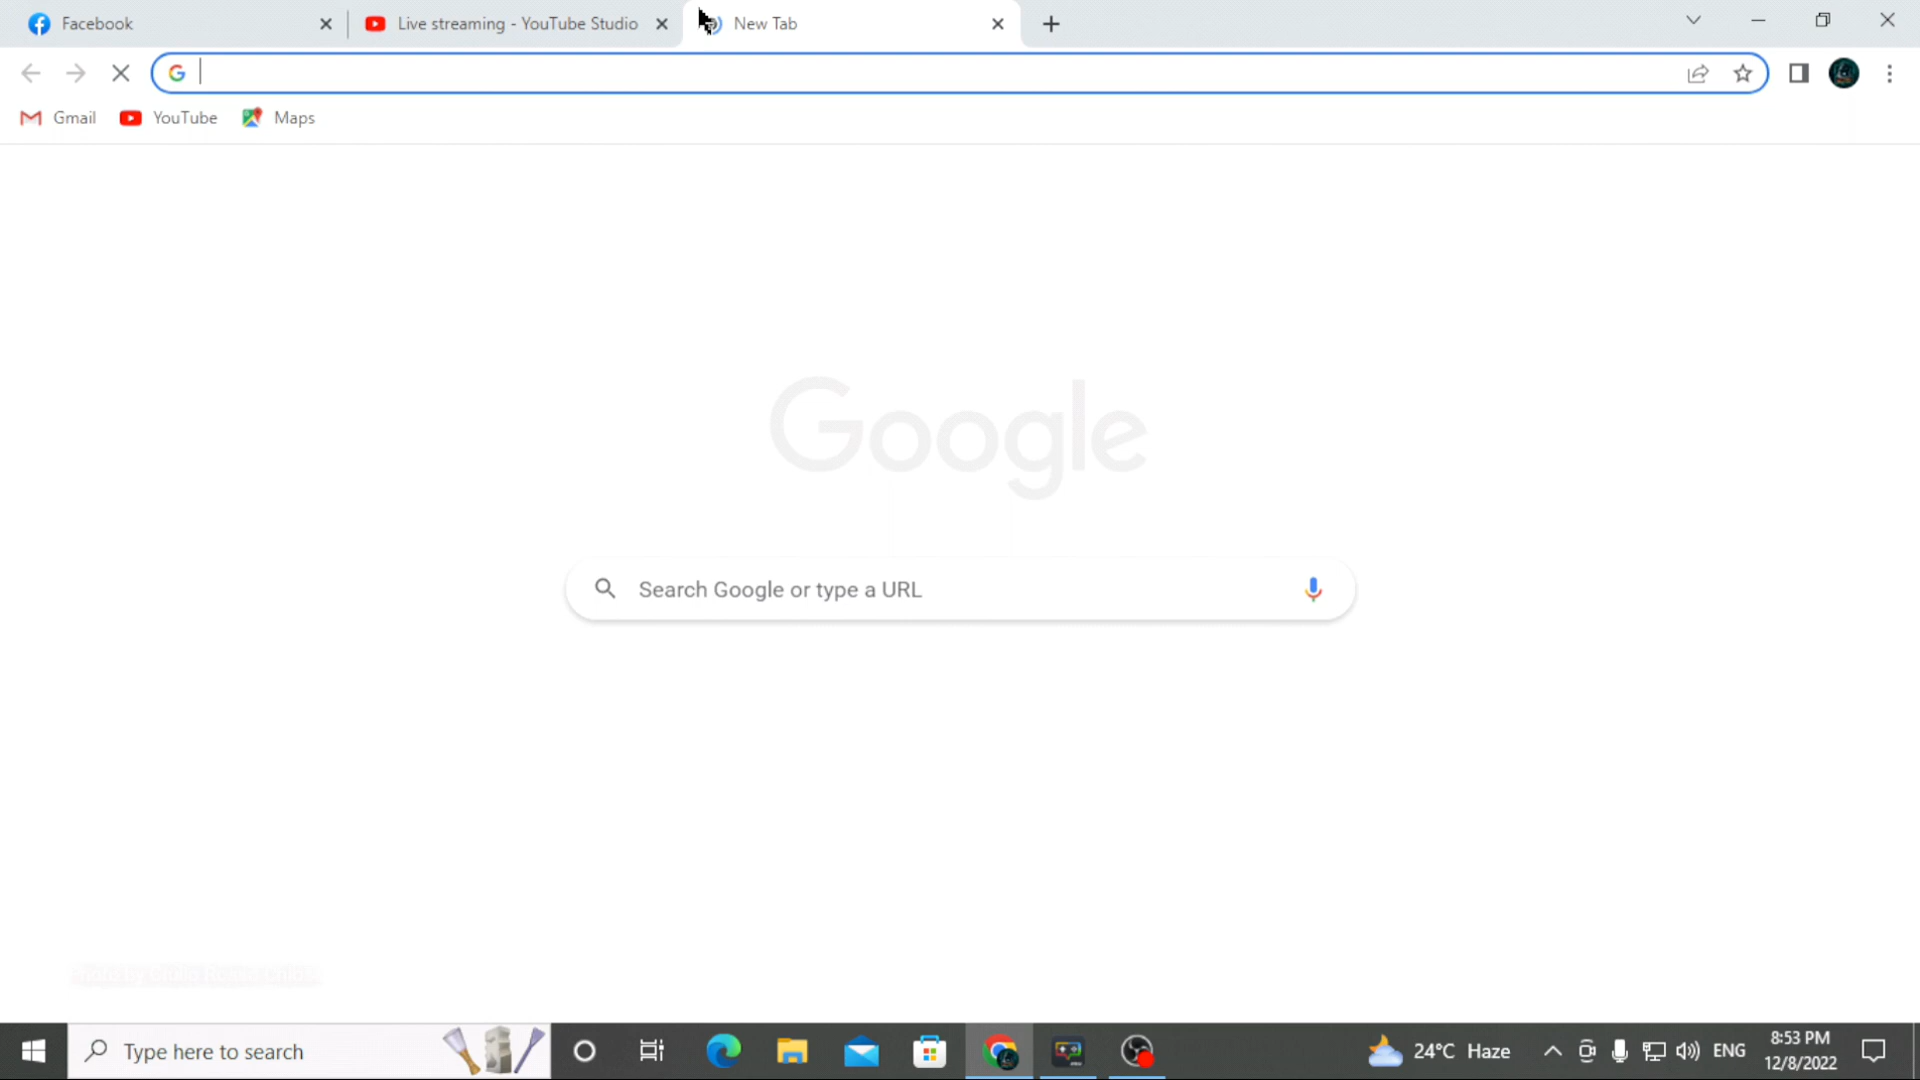 Facebook
Live streaming - YouTube Studio
New Tab
Gmail
YouTube
Maps
Google
Search Google or type a URL
Type here to search
24°C Haze
ENG
8:53 PM
12/8/2022